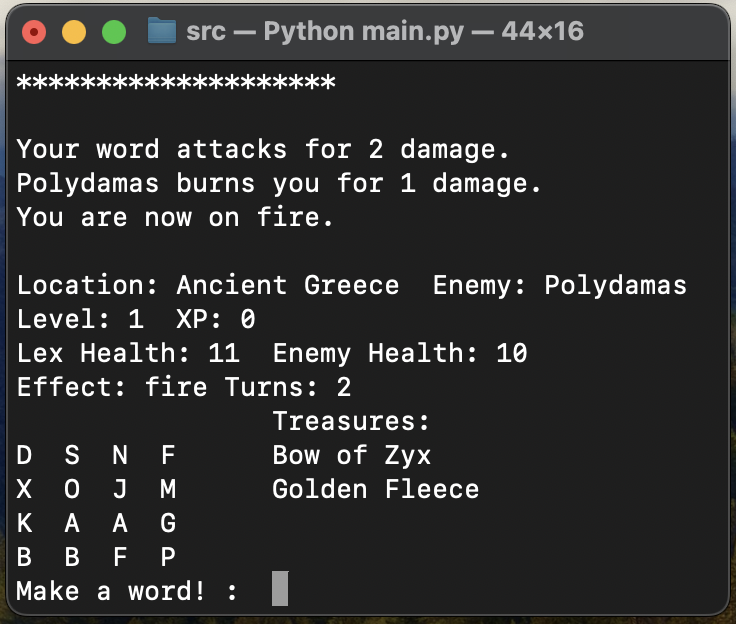 src — Python main.py — 44×16
********************
Your word attacks for 2 damage.
Polydamas burns you for 1 damage.
You are now on fire.
Location: Ancient Greece  Enemy: Polydamas
Level: 1  XP: 0
Lex Health: 11  Enemy Health: 10
Effect: fire Turns: 2
                Treasures:
D  S  N  F      Bow of Zyx
X  O  J  M      Golden Fleece
K  A  A  G
B  B  F  P
Make a word! :